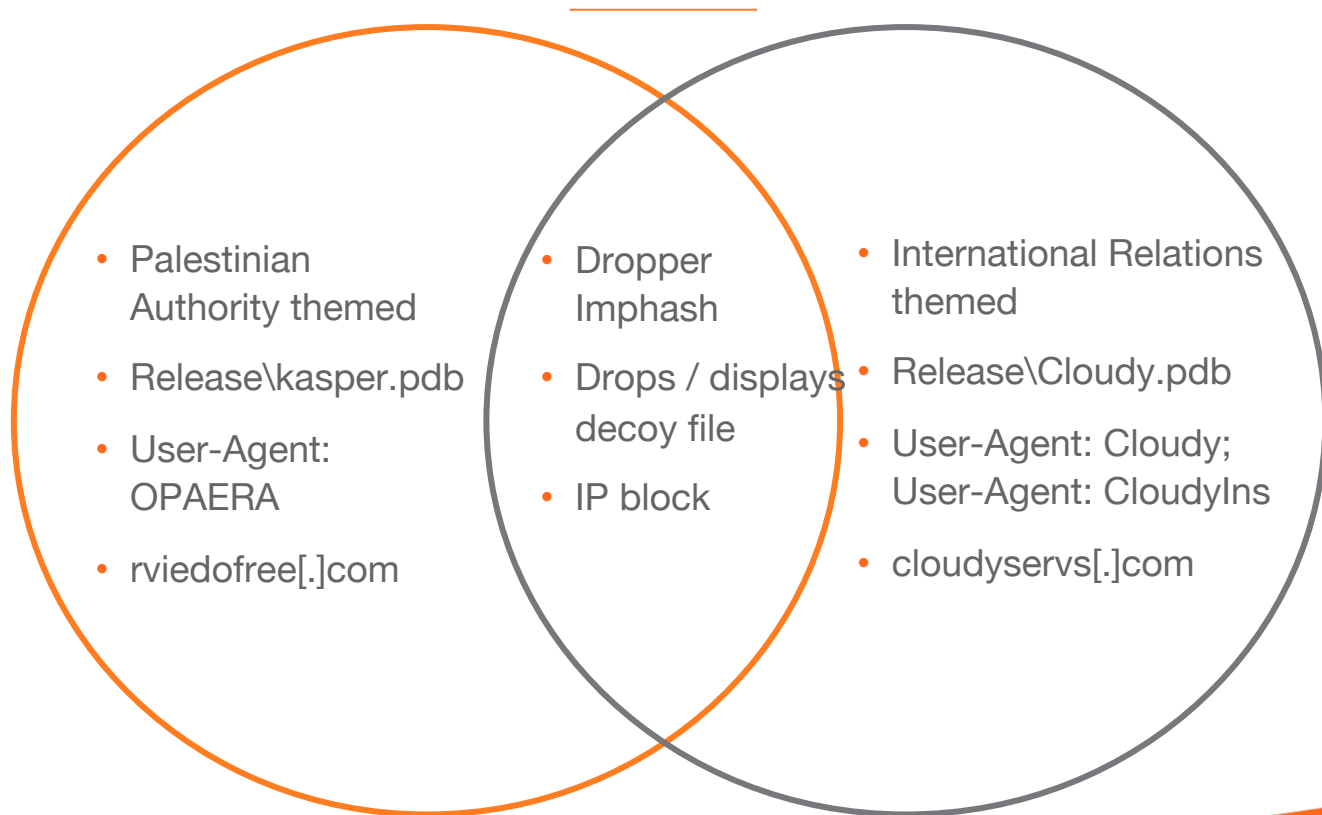 • Palestinian
Authority themed
• Release\kasper.pdb
• User-Agent:
OPAERA
• rviedofree[.]com
• Dropper
Imphash
• Drops / displays
decoy file
• IP block
• International Relations
themed
• Release\Cloudy.pdb
• User-Agent: Cloudy;
User-Agent: CloudyIns
• cloudyservs[.]com